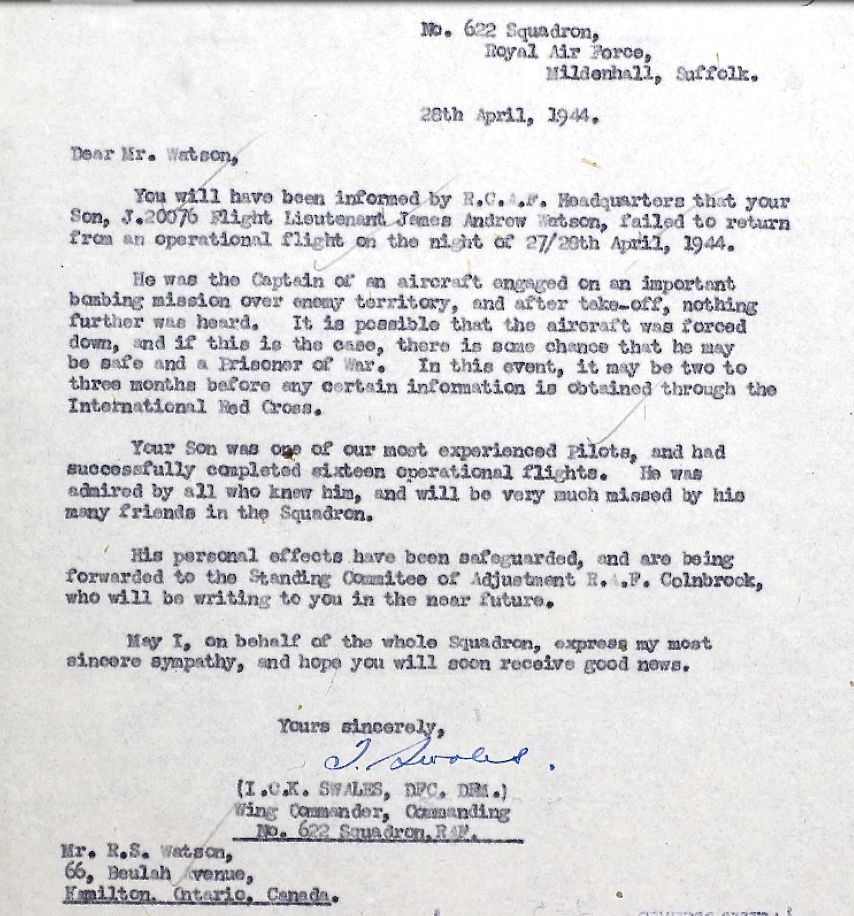 No. 622 Squadron,
Royal Air Force,
Mildenhall, Suffolk.
28th April, 1944.
Dear Mr. Watson,
You will have been informed by R.C.A.F. Headquarters that your
Son, J.20076 Flight Lieutenant James Andrew Watson, failed to return
from an operational flight on the night of 27/28th April, 1944.
He was the Captain of an aircraft engaged on an important
bombing mission over enemy territory, and after take-off, nothing
further was heard. It is possible that the aircraft was forced
down, and if this is the case, there is some chance that he may
be safe and a Prisoner of War. In this event, it may be two to
three months before any certain information is obtained through the
International Red Cross.
Your Son was one of our most experienced Pilots, and had
successfully completed sixteen operational flights. He was
admired by all who knew him, and will be very much missed by his
many friends in the Squadron.
His personal effects have been safeguarded, and are being
forwarded to the Standing Commitee of Adjustment R.A.F. Colnbrook,
who will be writing to you in the near future.
May I, on behalf of the whole Squadron, express my most
sincere sympathy, and hope you will soon receive good news.
Yours sincerely,
I. Swales.
(I.C.K. SWALES, DFC. DFM.)
Wing Commander, Commanding
No. 622 Squadron.RAF.
Mr. R.S. Watson,
66, Beulah Avenue,
Hamilton. Ontario. Canada.